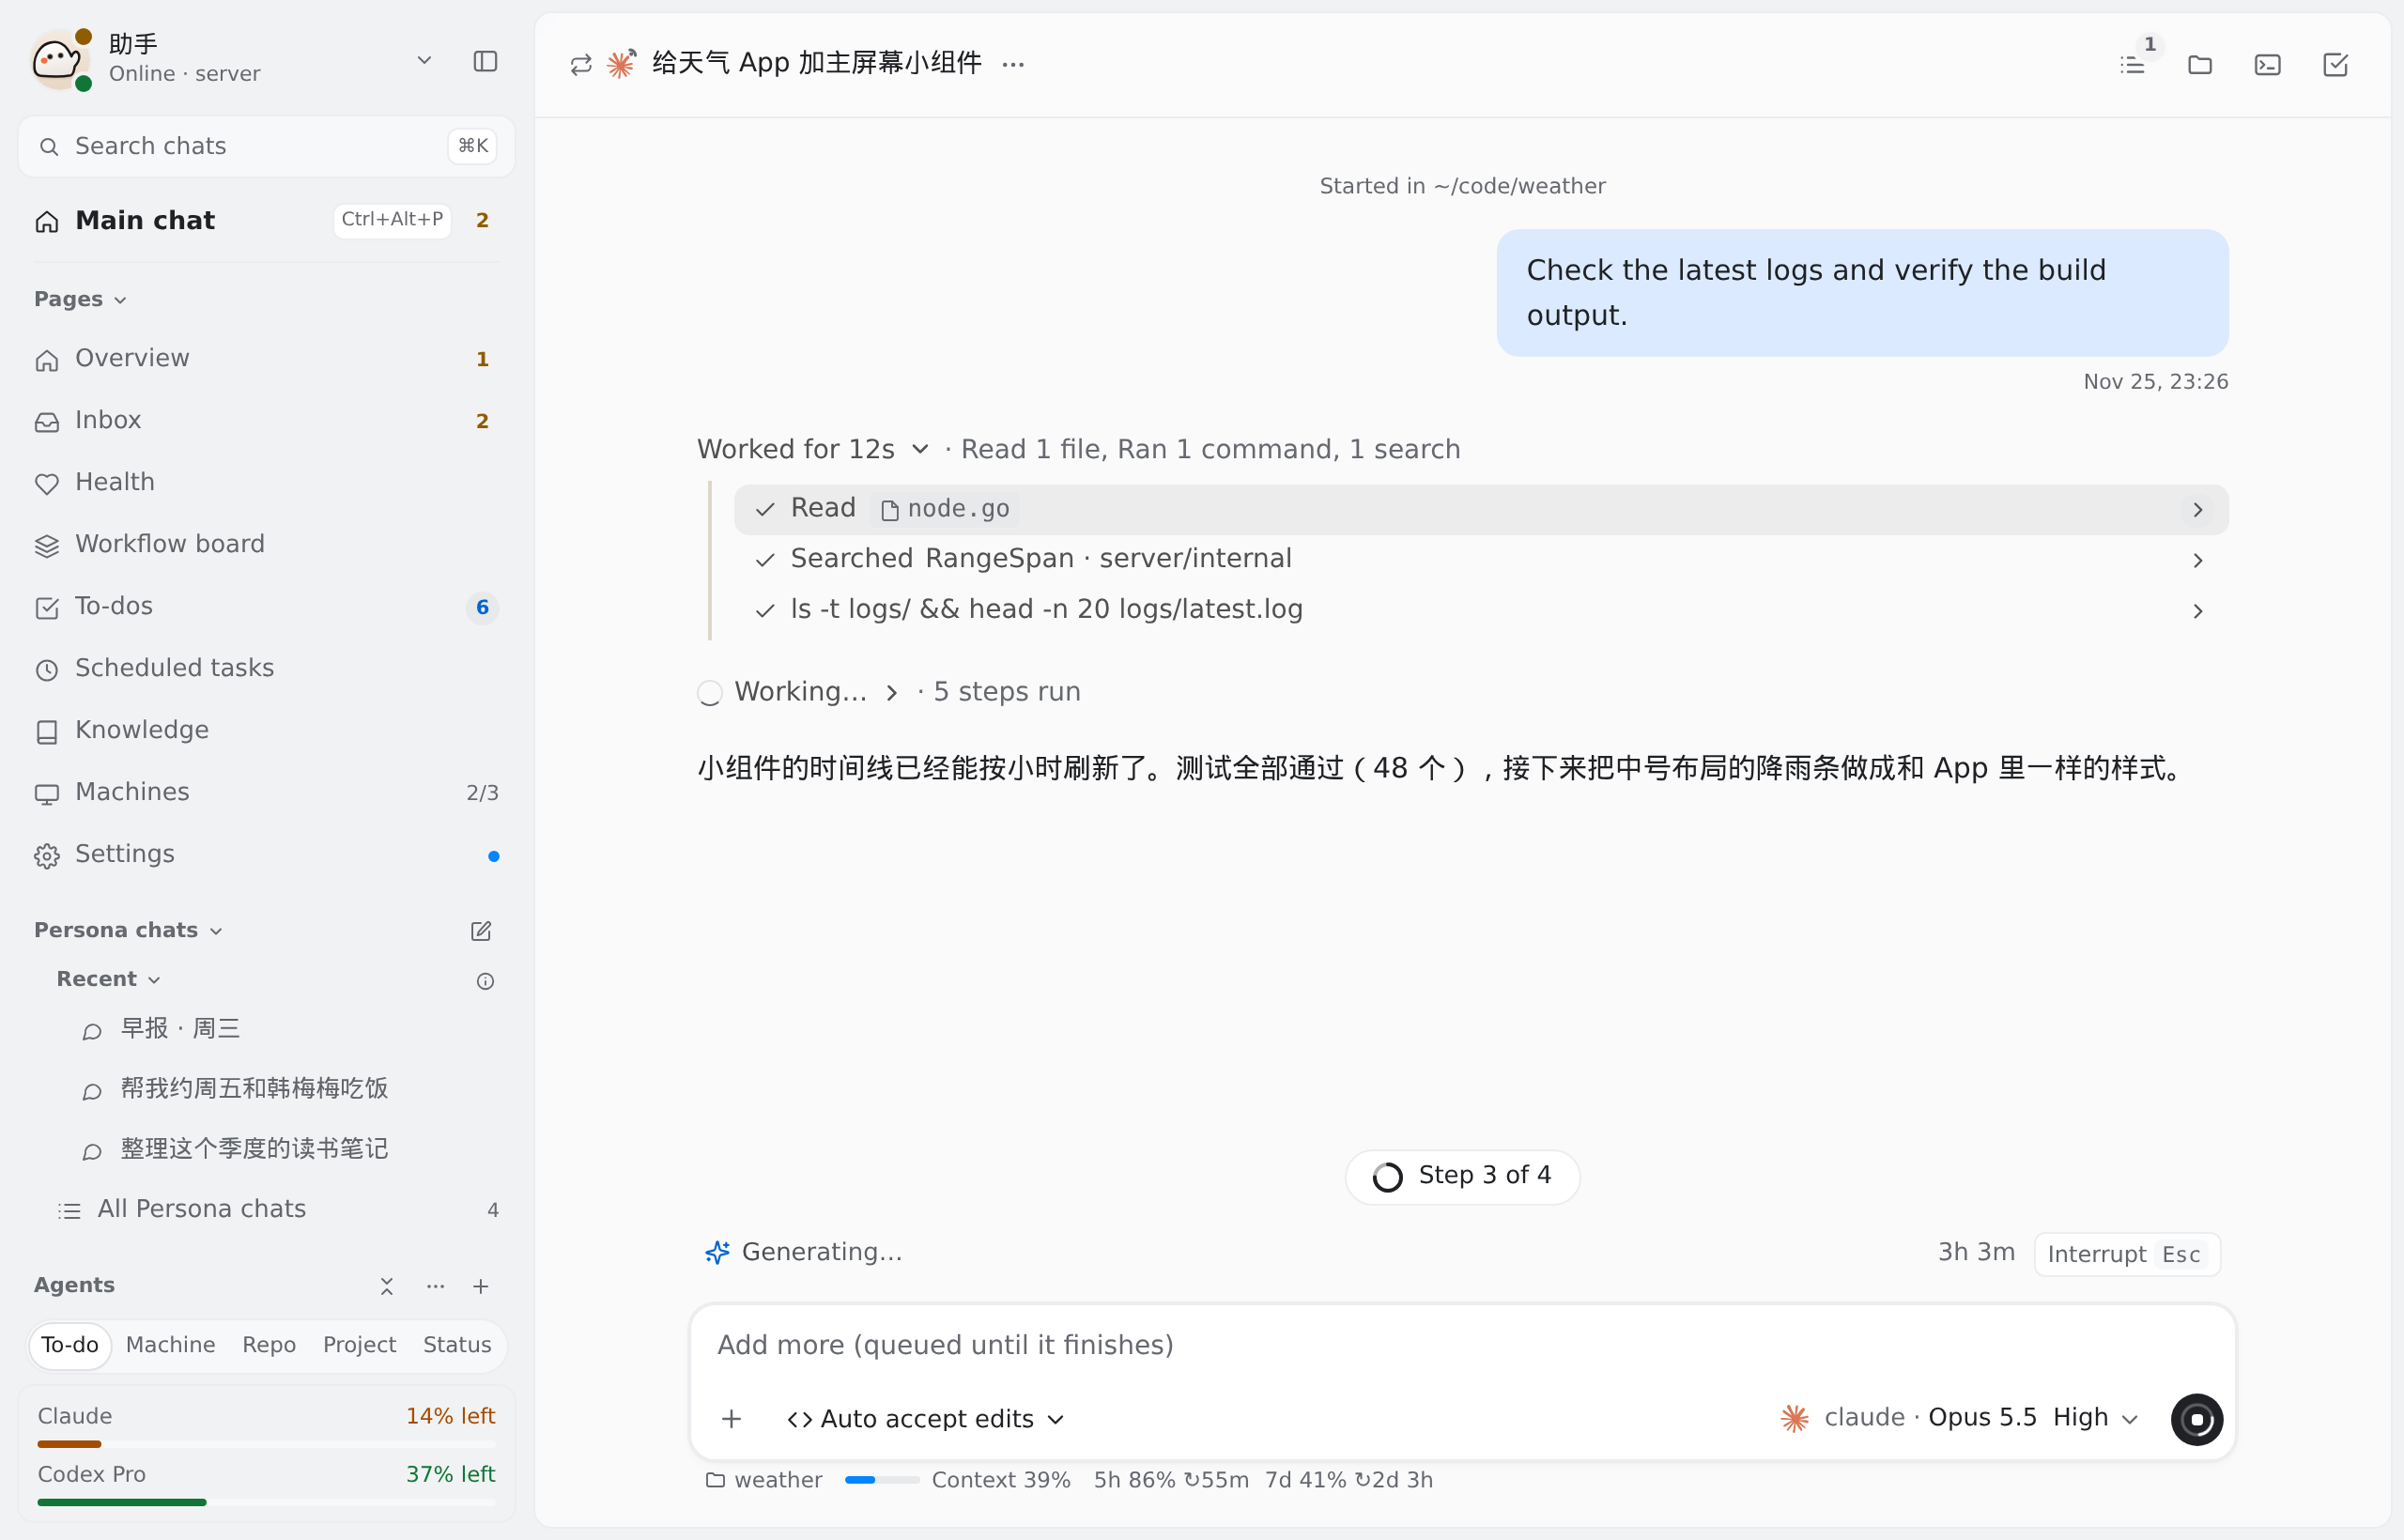 助手
Online · server
Search chats
⌘K
Main chat
Ctrl+Alt+P
2
Pages
Overview
1
Inbox
2
Health
Workflow board
To-dos
6
Scheduled tasks
Knowledge
Machines
2/3
Settings
Persona chats
Recent
早报 · 周三
帮我约周五和韩梅梅吃饭
整理这个季度的读书笔记
All Persona chats
4
Agents
To-do Machine Repo Project Status
Claude
14% left
Codex Pro
37% left
给天气 App 加主屏幕小组件
1
Started in ~/code/weather
Check the latest logs and verify the build
output.
Nov 25, 23:26
Worked for 12s · Read 1 file, Ran 1 command, 1 search
Read node.go
Searched RangeSpan · server/internal
ls -t logs/ && head -n 20 logs/latest.log
Working… · 5 steps run
小组件的时间线已经能按小时刷新了。测试全部通过（48 个），接下来把中号布局的降雨条做成和 App 里一样的样式。
Step 3 of 4
Generating…
3h 3m
Interrupt Esc
Add more (queued until it finishes)
Auto accept edits
claude · Opus 5.5 High
weather
Context 39% 5h 86% ↻55m 7d 41% ↻2d 3h